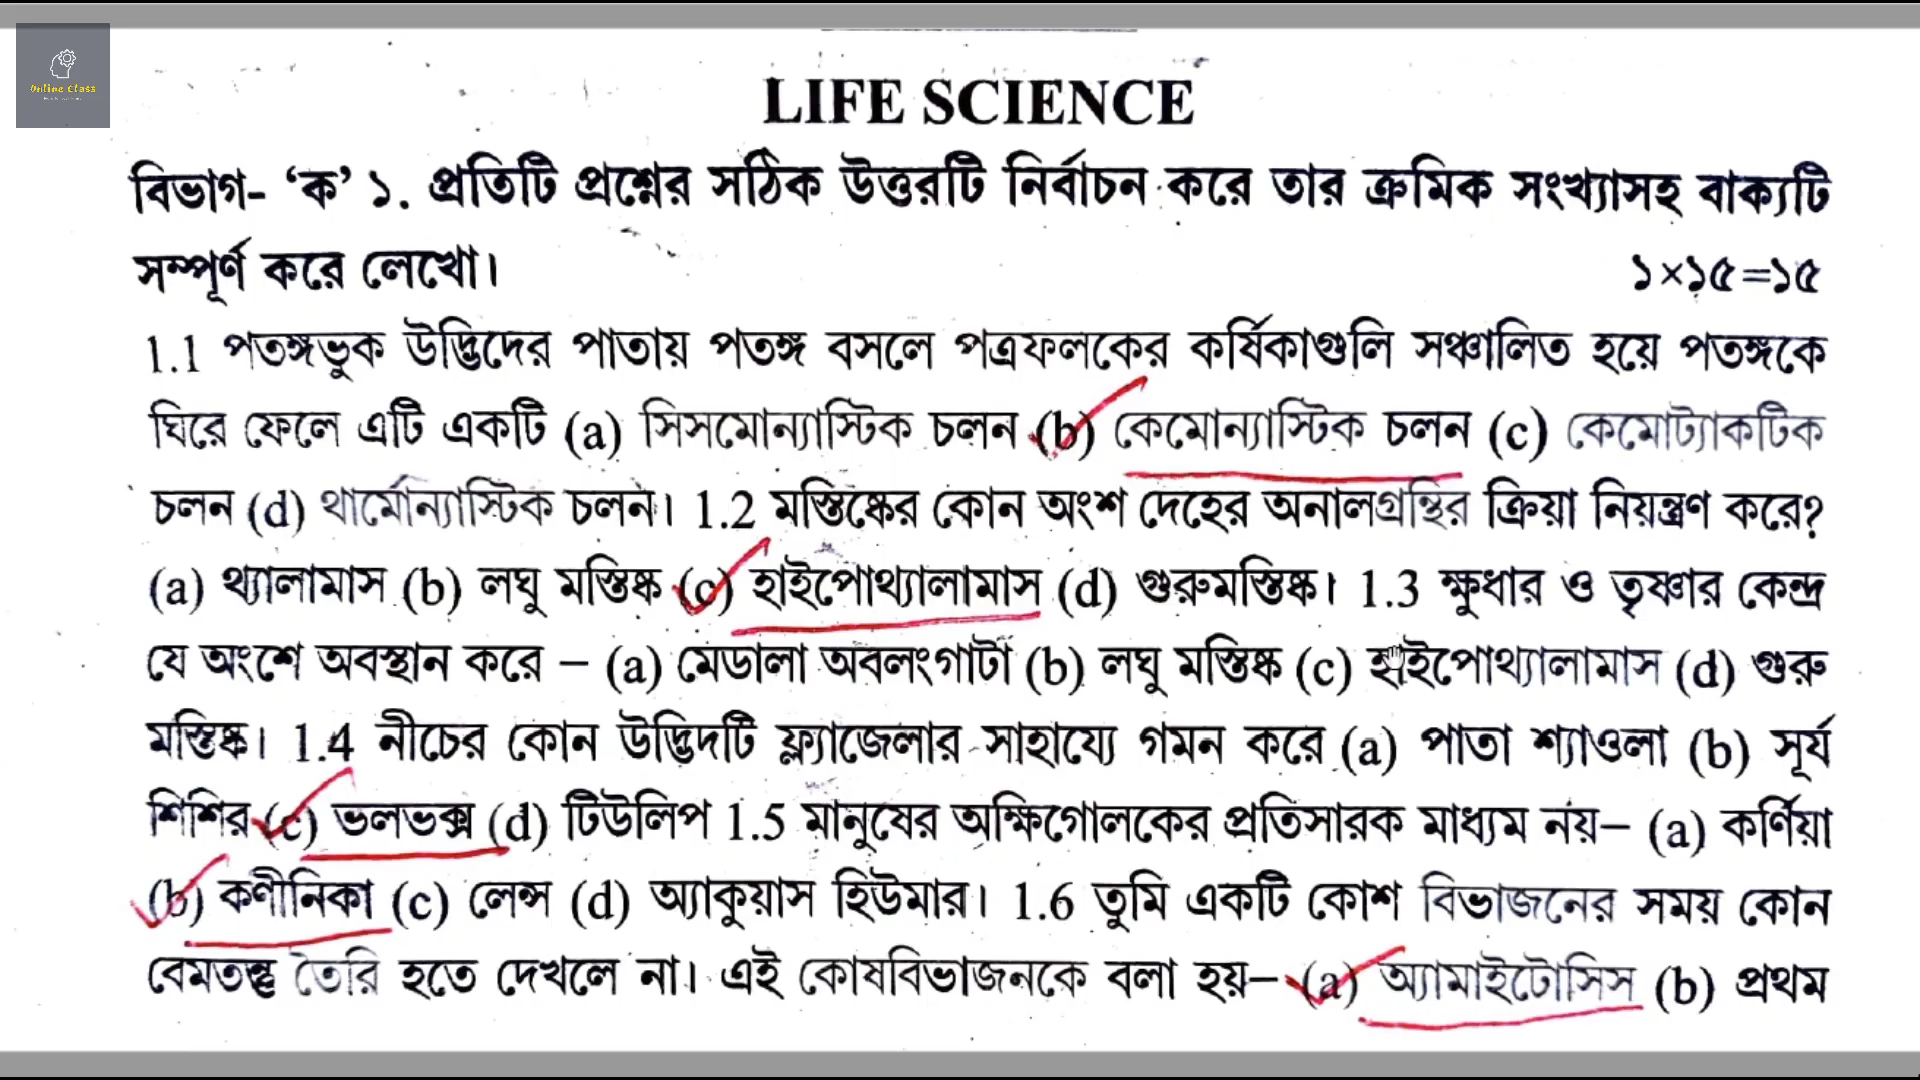 Online Class
LIFE SCIENCE
বিভাগ- ‘ক’ ১. প্রতিটি প্রশ্নের সঠিক উত্তরটি নির্বাচন করে তার ক্রমিক সংখ্যাসহ বাক্যটি
সম্পূর্ণ করে লেখো। ১×১৫=১৫
1.1 পতঙ্গভুক উদ্ভিদের পাতায় পতঙ্গ বসলে পত্রফলকের কর্ষিকাগুলি সঞ্চালিত হয়ে পতঙ্গকে
ঘিরে ফেলে এটি একটি (a) সিসমোন্যাস্টিক চলন (b) কেমোন্যাস্টিক চলন (c) কেমোট্যাকটিক
চলন (d) থার্মোন্যাস্টিক চলন। 1.2 মস্তিষ্কের কোন অংশ দেহের অনালগ্রন্থির ক্রিয়া নিয়ন্ত্রণ করে?
(a) থ্যালামাস (b) লঘু মস্তিষ্ক (c) হাইপোথ্যালামাস (d) গুরুমস্তিষ্ক। 1.3 ক্ষুধার ও তৃষ্ণার কেন্দ্র
যে অংশে অবস্থান করে – (a) মেডালা অবলংগাটা (b) লঘু মস্তিষ্ক (c) হাইপোথ্যালামাস (d) গুরু
মস্তিষ্ক। 1.4 নীচের কোন উদ্ভিদটি ফ্ল্যাজেলার সাহায্যে গমন করে (a) পাতা শ্যাওলা (b) সূর্য
শিশির (c) ভলভক্স (d) টিউলিপ 1.5 মানুষের অক্ষিগোলকের প্রতিসারক মাধ্যম নয়– (a) কর্ণিয়া
(b) কণীনিকা (c) লেন্স (d) অ্যাকুয়াস হিউমার। 1.6 তুমি একটি কোশ বিভাজনের সময় কোন
বেমতন্তু তৈরি হতে দেখলে না। এই কোষবিভাজনকে বলা হয়– (a) অ্যামাইটোসিস (b) প্রথম